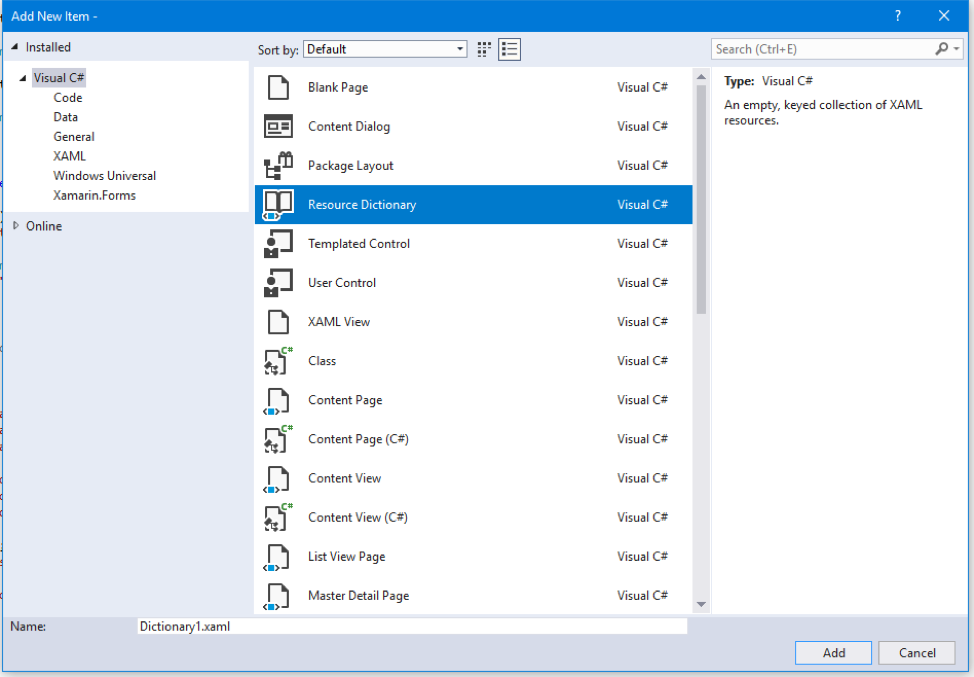 Add New Item -
?
Installed
Sort by: Default
Search (Ctrl+E)
Visual C#
Code
Data
General
XAML
Windows Universal
Xamarin.Forms
Online
Blank Page Visual C#
Content Dialog Visual C#
Package Layout Visual C#
Resource Dictionary Visual C#
Templated Control Visual C#
User Control Visual C#
XAML View Visual C#
C#
Class Visual C#
Content Page Visual C#
C#
Content Page (C#) Visual C#
Content View Visual C#
C#
Content View (C#) Visual C#
List View Page Visual C#
Master Detail Page Visual C#
Type: Visual C#
An empty, keyed collection of XAML
resources.
Name: Dictionary1.xaml
Add Cancel